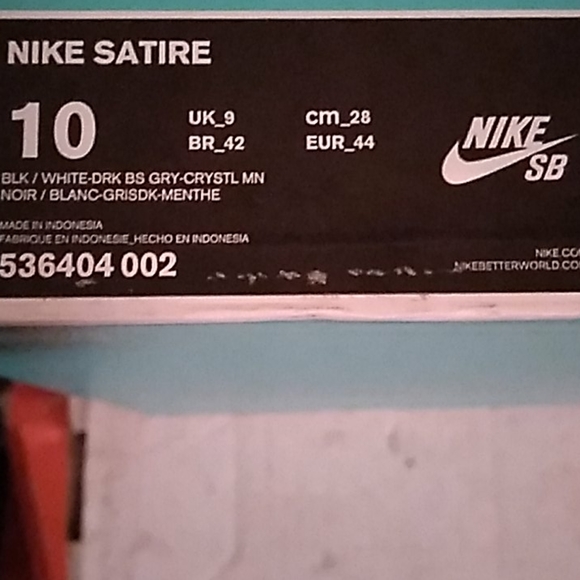 NIKE SATIRE
10
UK_9 cm_28
BR_42 EUR_44
BLK / WHITE-DRK BS GRY-CRYSTL MN
NOIR / BLANC-GRISDK-MENTHE
NIKE
SB
MADE IN INDONESIA
FABRIQUE EN INDONESIE_HECHO EN INDONESIA
536404 002
NIKE.CO
NIKEBETTERWORLD.CO